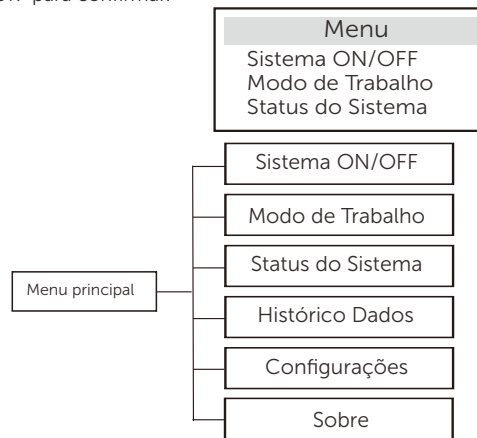 para confirmar.
Menu
Sistema ON/OFF
Modo de Trabalho
Status do Sistema
Sistema ON/OFF
Modo de Trabalho
Status do Sistema
Menu principal
Histórico Dados
Configurações
Sobre